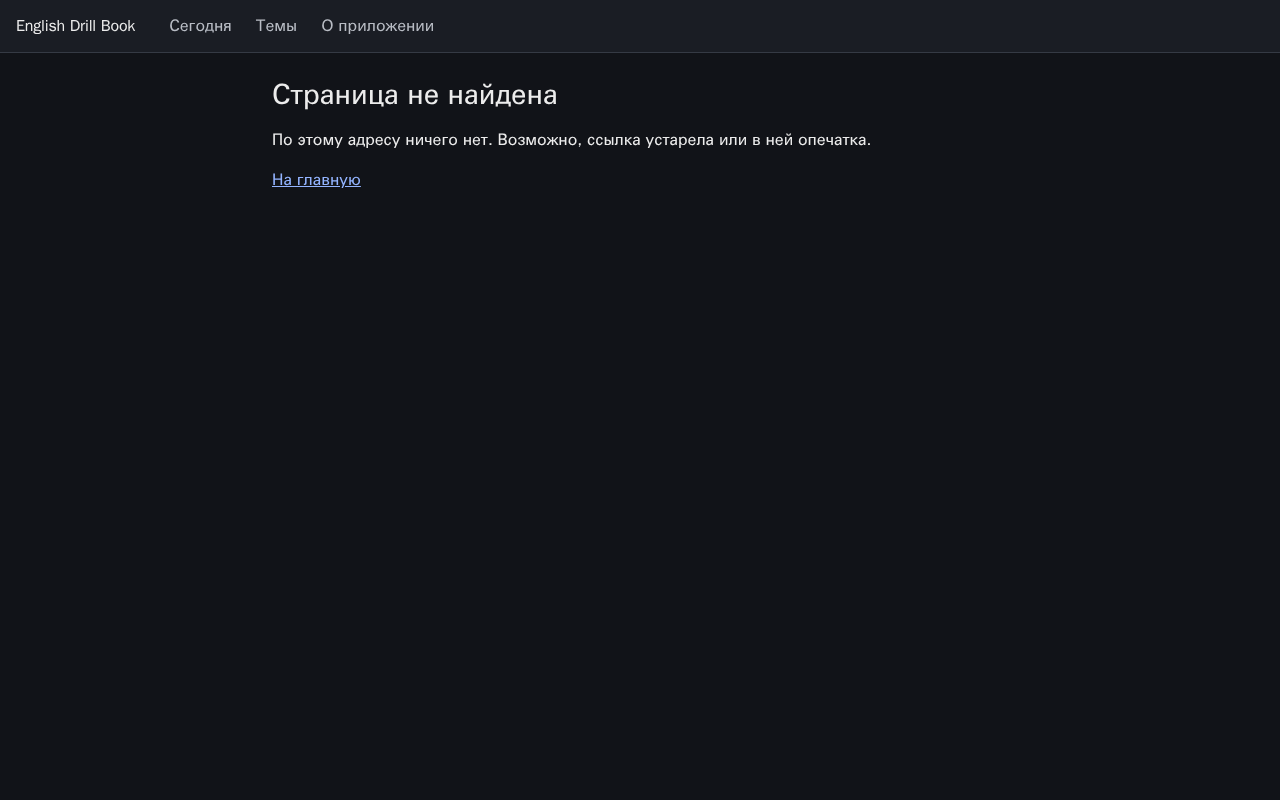 English Drill Book Сегодня Темы О приложении
Страница не найдена
По этому адресу ничего нет. Возможно, ссылка устарела или в ней опечатка.
На главную